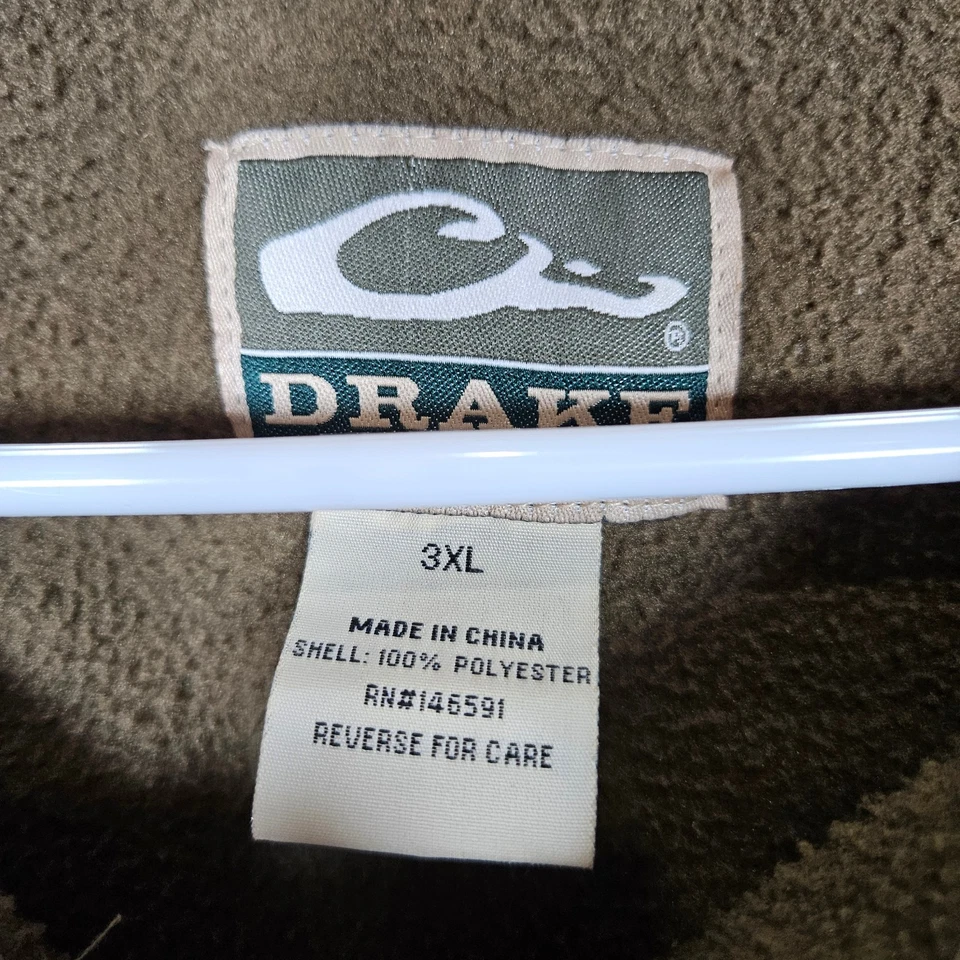 ®
DRAKE
3XL
MADE IN CHINA
SHELL: 100% POLYESTER
RN#146591
REVERSE FOR CARE